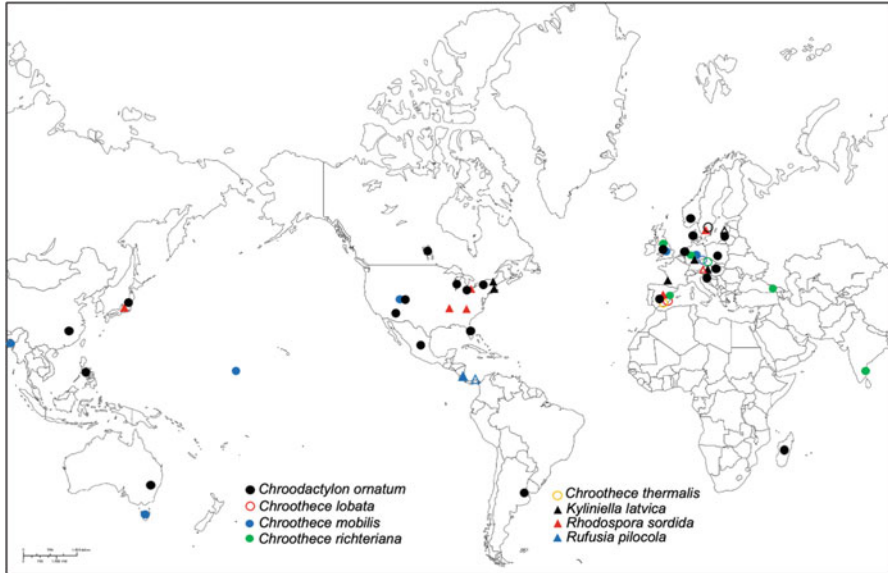 Chroodactylon ornatum
Chroothece lobata
Chroothece mobilis
Chroothece richteriana
Chroothece thermalis
Kyliniella latvica
Rhodospora sordida
Rufusia pilocola